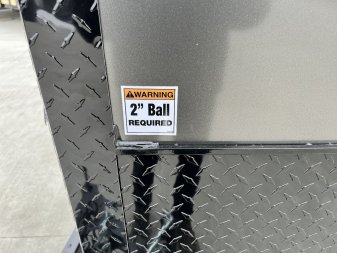 WARNING
2" Ball
REQUIRED